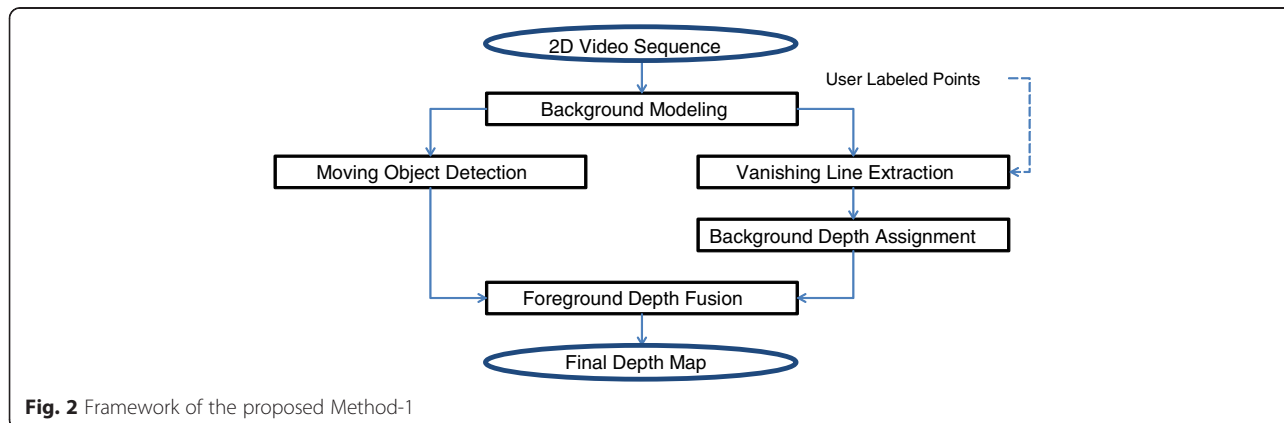 2D Video Sequence
User Labeled Points
Background Modeling
Moving Object Detection
Vanishing Line Extraction
Background Depth Assignment
Foreground Depth Fusion
Final Depth Map
Fig. 2 Framework of the proposed Method-1